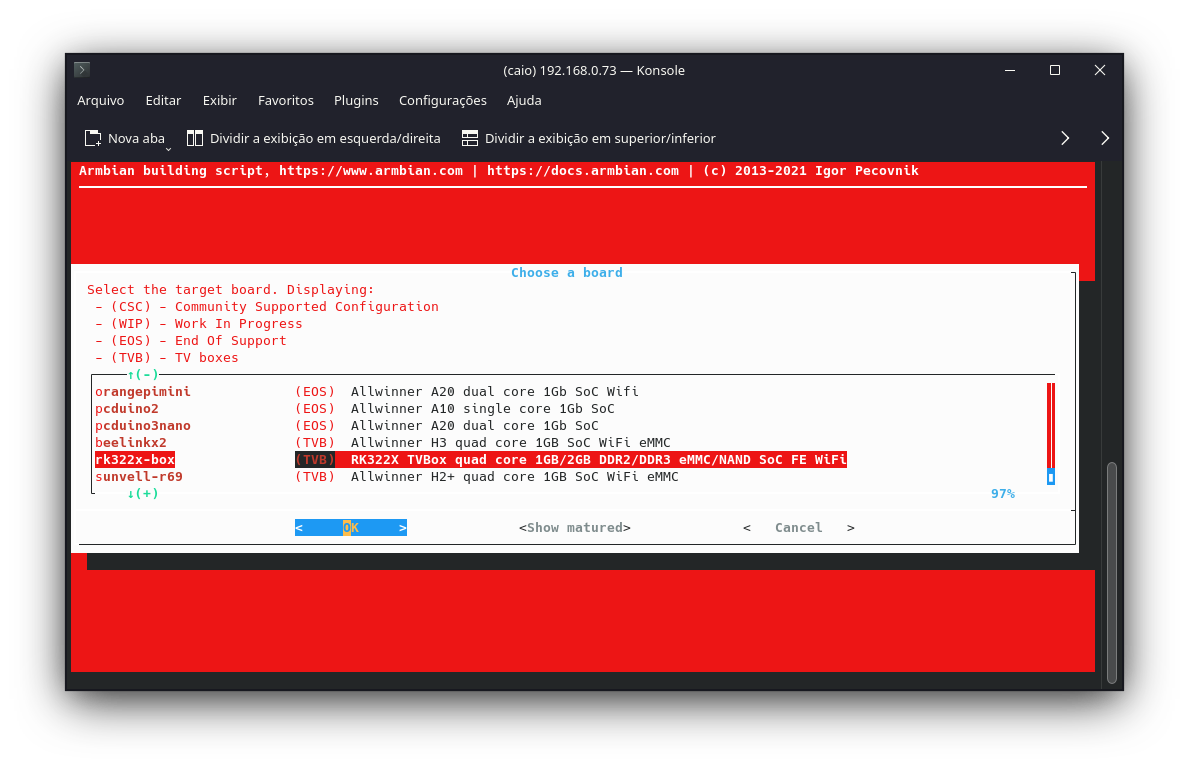 (caio) 192.168.0.73 — Konsole
Arquivo Editar Exibir Favoritos Plugins Configurações Ajuda
Nova aba Dividir a exibição em esquerda/direita Dividir a exibição em superior/inferior
Armbian building script, https://www.armbian.com | https://docs.armbian.com | (c) 2013-2021 Igor Pecovnik
Choose a board
Select the target board. Displaying:
- (CSC) - Community Supported Configuration
- (WIP) - Work In Progress
- (EOS) - End Of Support
- (TVB) - TV boxes
↑(-)
orangepimini (EOS) Allwinner A20 dual core 1Gb SoC Wifi
pcduino2 (EOS) Allwinner A10 single core 1Gb SoC
pcduino3nano (EOS) Allwinner A20 dual core 1Gb SoC
beelinkx2 (TVB) Allwinner H3 quad core 1GB SoC WiFi eMMC
rk322x-box (TVB) RK322X TVBox quad core 1GB/2GB DDR2/DDR3 eMMC/NAND SoC FE WiFi
sunvell-r69 (TVB) Allwinner H2+ quad core 1GB SoC WiFi eMMC
↓(+) 97%
< OK > <Show matured> < Cancel >